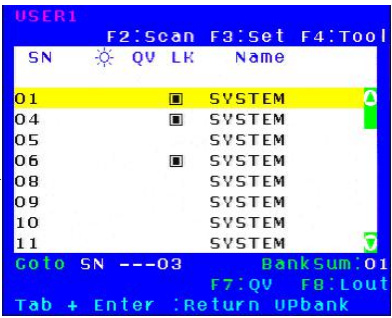 USER1
F2:Scan F3:Set F4:Tool
SN QV LK Name
01 SYSTEM
04 SYSTEM
05 SYSTEM
06 SYSTEM
08 SYSTEM
09 SYSTEM
10 SYSTEM
11 SYSTEM
Goto SN ---03 BankSum:01
F7:QV F8:Lout
Tab + Enter :Return UPbank